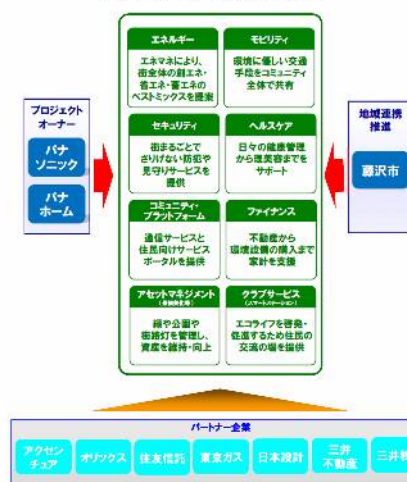 エネルギー
エネマネにより、
街全体の創エネ・
省エネ・蓄エネの
ベストミックスを提案
モビリティ
環境に優しい交通
手段をコミュニティ
全体で共有
セキュリティ
街まるごとで
さりげない防犯や
見守りサービスを
提供
ヘルスケア
日々の健康管理
から理美容までを
サポート
コミュニティ・
プラットフォーム
通信サービスと
住民向けサービス
ポータルを提供
ファイナンス
不動産から
環境設備の購入まで
家計を支援
アセットマネジメント
緑や公園や
街路灯を管理し、
資産を維持・向上
クラブサービス
エコライフを啓発・
促進するため住民の
交流の場を提供
プロジェクト
オーナー
パナ
ソニック
パナ
ホーム
地域連携
推進
藤沢市
パートナー企業
アクセン
チュア
オリックス
住友信託
東京ガス
日本設計
三井
不動産
三井